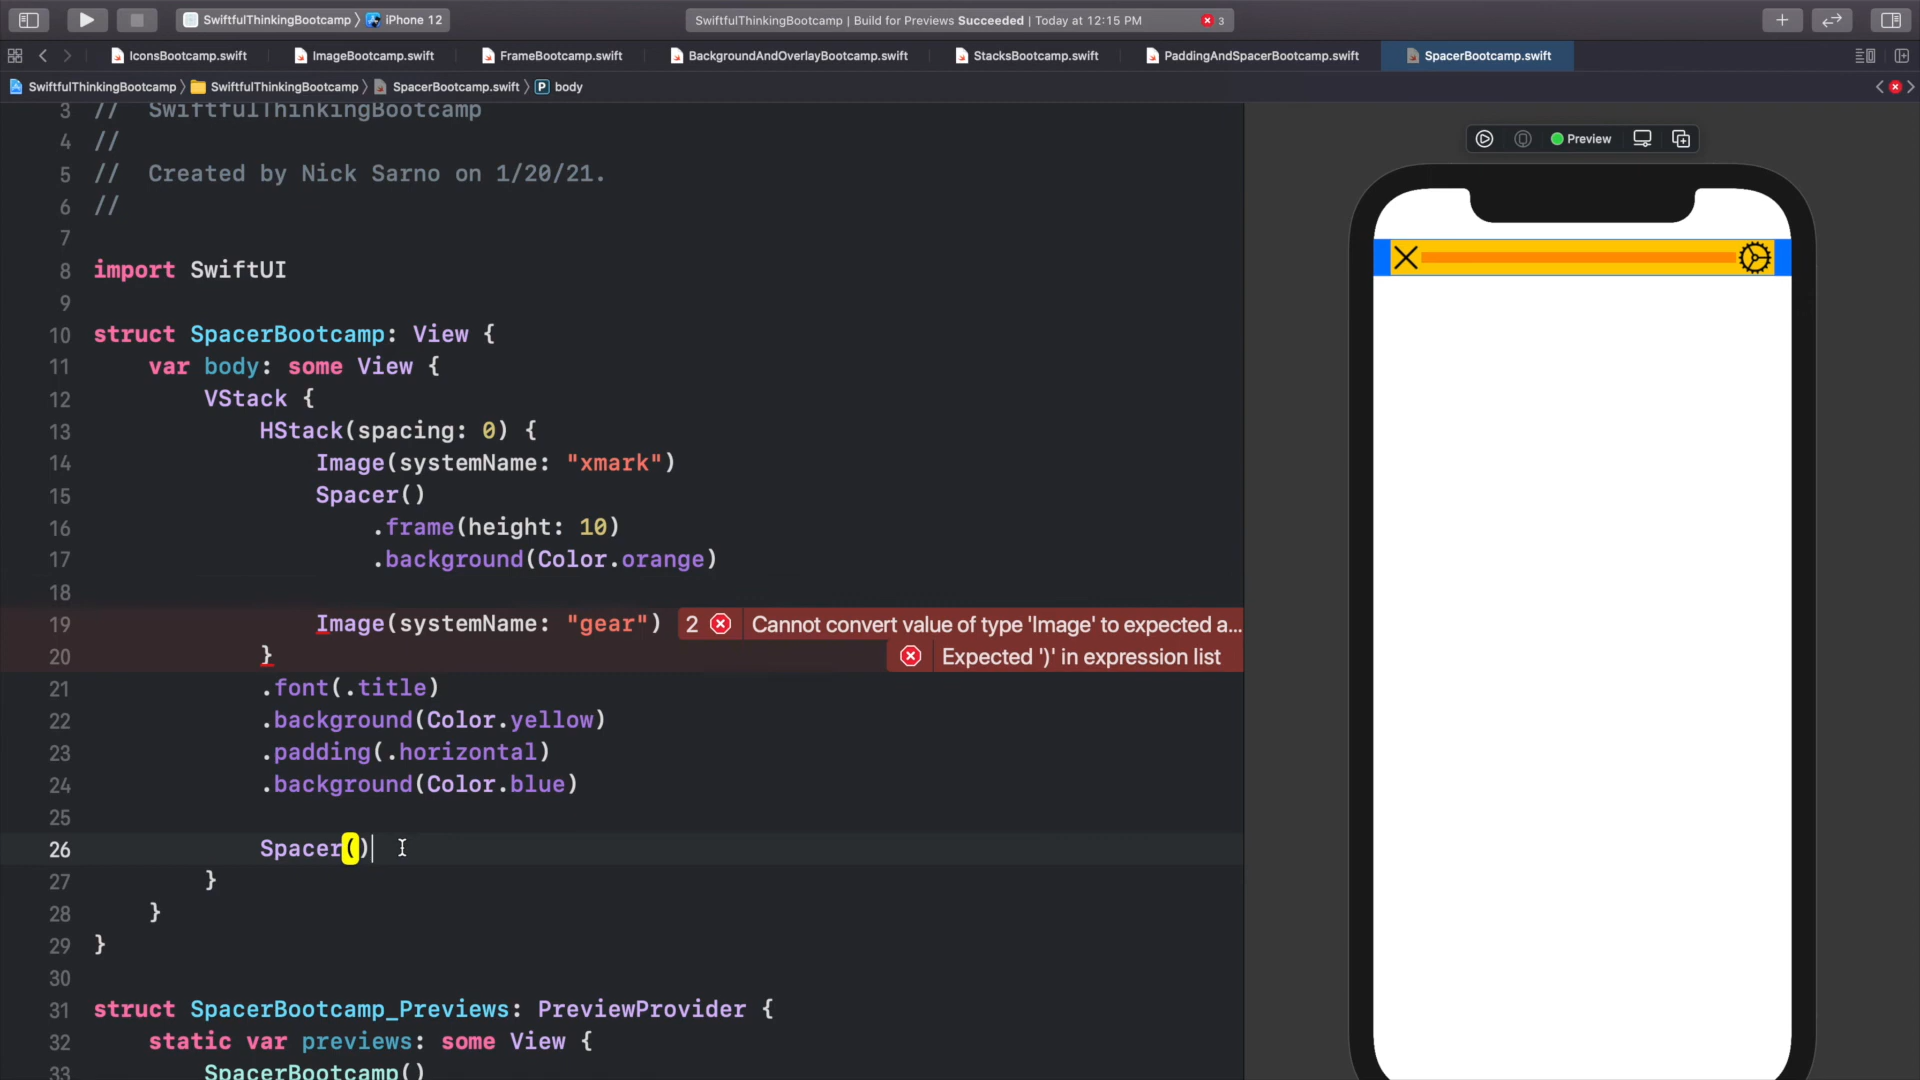 SwiftfulThinkingBootcamp 〉 iPhone 12
SwiftfulThinkingBootcamp | Build for Previews Succeeded | Today at 12:15 PM 3
IconsBootcamp.swift ImageBootcamp.swift FrameBootcamp.swift BackgroundAndOverlayBootcamp.swift StacksBootcamp.swift PaddingAndSpacerBootcamp.swift SpacerBootcamp.swift
SwiftfulThinkingBootcamp 〉 SwiftfulThinkingBootcamp 〉 SpacerBootcamp.swift 〉 P body
3 //  SwiftfulThinkingBootcamp
4 //
5 //  Created by Nick Sarno on 1/20/21.
6 //
7
8 import SwiftUI
9
10 struct SpacerBootcamp: View {
11     var body: some View {
12         VStack {
13             HStack(spacing: 0) {
14                 Image(systemName: "xmark")
15                 Spacer()
16                     .frame(height: 10)
17                     .background(Color.orange)
18
19                 Image(systemName: "gear") 2 Cannot convert value of type 'Image' to expected a...
20             } Expected ')' in expression list
21             .font(.title)
22             .background(Color.yellow)
23             .padding(.horizontal)
24             .background(Color.blue)
25
26             Spacer()
27         }
28     }
29 }
30
31 struct SpacerBootcamp_Previews: PreviewProvider {
32     static var previews: some View {
33         SpacerBootcamp()
Preview